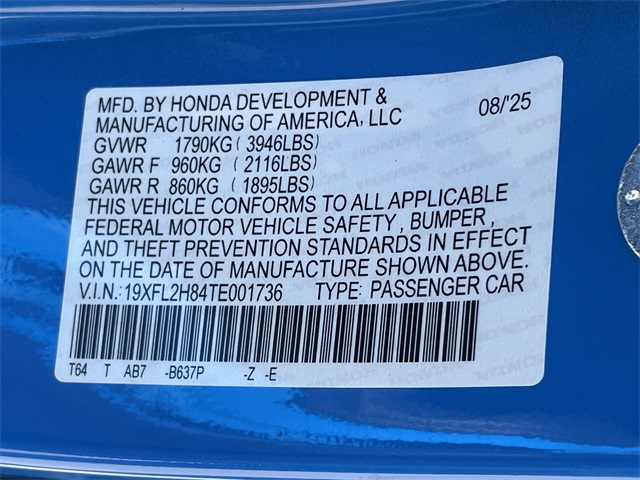 MFD. BY HONDA DEVELOPMENT & 08/'25
MANUFACTURING OF AMERICA, LLC
GVWR 1790KG ( 3946LBS)
GAWR F 960KG ( 2116LBS)
GAWR R 860KG ( 1895LBS)
THIS VEHICLE CONFORMS TO ALL APPLICABLE
FEDERAL MOTOR VEHICLE SAFETY, BUMPER,
AND THEFT PREVENTION STANDARDS IN EFFECT
ON THE DATE OF MANUFACTURE SHOWN ABOVE.
V.I.N.:19XFL2H84TE001736 TYPE: PASSENGER CAR
T64 T AB7 -B637P -Z -E